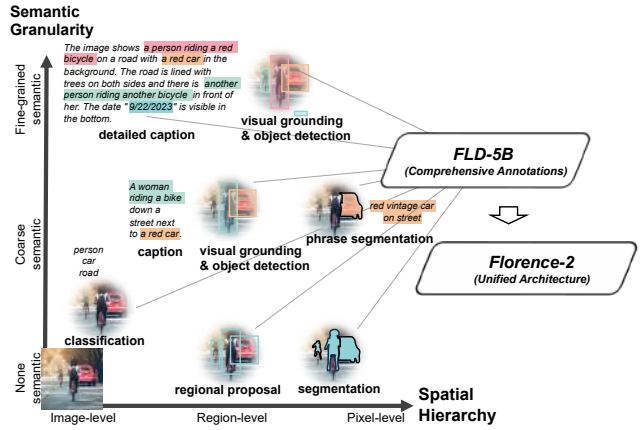 Semantic
Granularity
The image shows a person riding a red
bicycle on a road with a red car in the
background. The road is lined with
trees on both sides and there is another
person riding another bicycle in front of
her. The date "9/22/2023" is visible in
the bottom.
detailed caption
visual grounding
& object detection
Fine-grained
semantic
FLD-5B
(Comprehensive Annotations)
A woman
riding a bike
down a
street next
to a red car.
caption
visual grounding
& object detection
red vintage car
on street
phrase segmentation
Coarse
semantic
person
car
road
classification
Florence-2
(Unified Architecture)
None
semantic
regional proposal
segmentation
Image-level
Region-level
Pixel-level
Spatial
Hierarchy